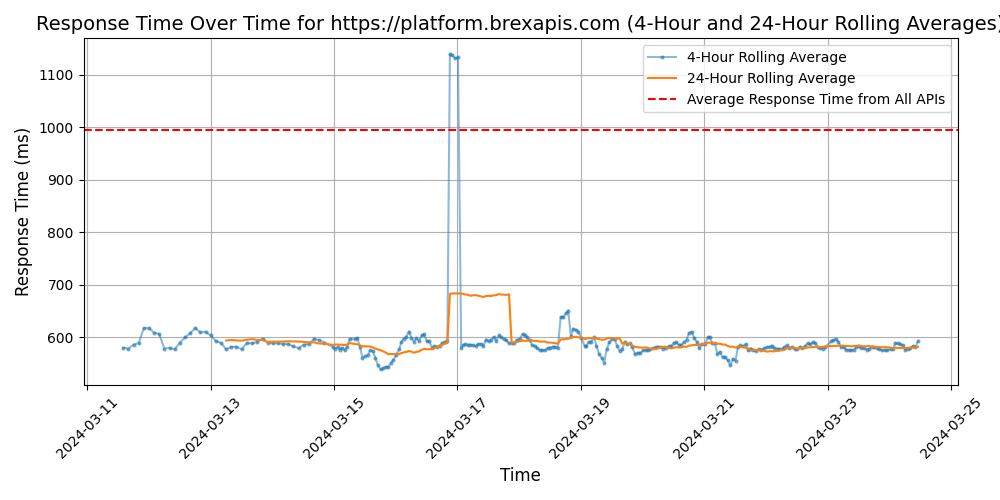 Response Time Over Time for https://platform.brexapis.com (4-Hour and 24-Hour Rolling Averages)
4-Hour Rolling Average
24-Hour Rolling Average
Average Response Time from All APIs
Response Time (ms)
1100
1000
900
800
700
600
2024-03-11
2024-03-13
2024-03-15
2024-03-17
2024-03-19
2024-03-21
2024-03-23
2024-03-25
Time